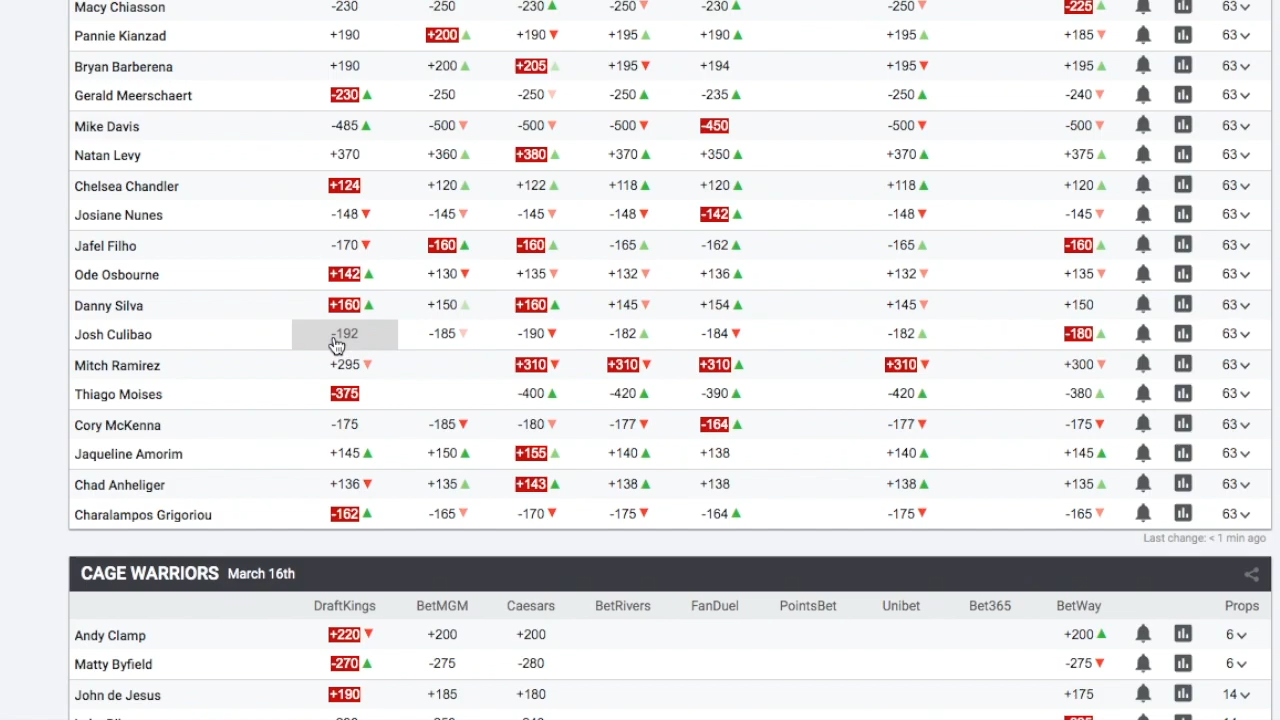 Macy Chiasson -230 -250 -230 -250 -230 -250 -225 63
Pannie Kianzad +190 +200 +190 +195 +190 +195 +185 63
Bryan Barberena +190 +200 +205 +195 +194 +195 +195 63
Gerald Meerschaert -230 -250 -250 -250 -235 -250 -240 63
Mike Davis -485 -500 -500 -500 -450 -500 -500 63
Natan Levy +370 +360 +380 +370 +350 +370 +375 63
Chelsea Chandler +124 +120 +122 +118 +120 +118 +120 63
Josiane Nunes -148 -145 -145 -148 -142 -148 -145 63
Jafel Filho -170 -160 -160 -165 -162 -165 -160 63
Ode Osbourne +142 +130 +135 +132 +136 +132 +135 63
Danny Silva +160 +150 +160 +145 +154 +145 +150 63
Josh Culibao -192 -185 -190 -182 -184 -182 -180 63
Mitch Ramirez +295 +310 +310 +310 +310 +300 63
Thiago Moises -375 -400 -420 -390 -420 -380 63
Cory McKenna -175 -185 -180 -177 -164 -177 -175 63
Jaqueline Amorim +145 +150 +155 +140 +138 +140 +145 63
Chad Anheliger +136 +135 +143 +138 +138 +138 +135 63
Charalampos Grigoriou -162 -165 -170 -175 -164 -175 -165 63
Last change: < 1 min ago
CAGE WARRIORS March 16th
DraftKings BetMGM Caesars BetRivers FanDuel PointsBet Unibet Bet365 BetWay Props
Andy Clamp +220 +200 +200 +200 6
Matty Byfield -270 -275 -280 -275 6
John de Jesus +190 +185 +180 +175 14